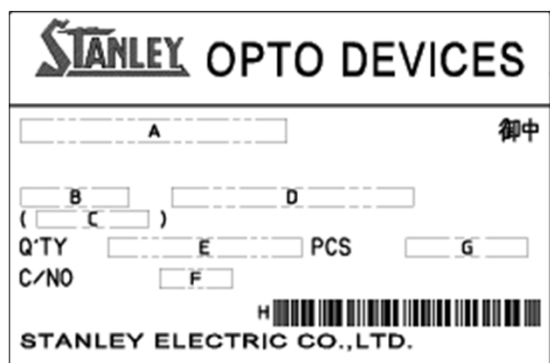 STANLEY OPTO DEVICES
A 御中
B D
( C )
Q'TY E PCS G
C/NO F
H
STANLEY ELECTRIC CO.,LTD.